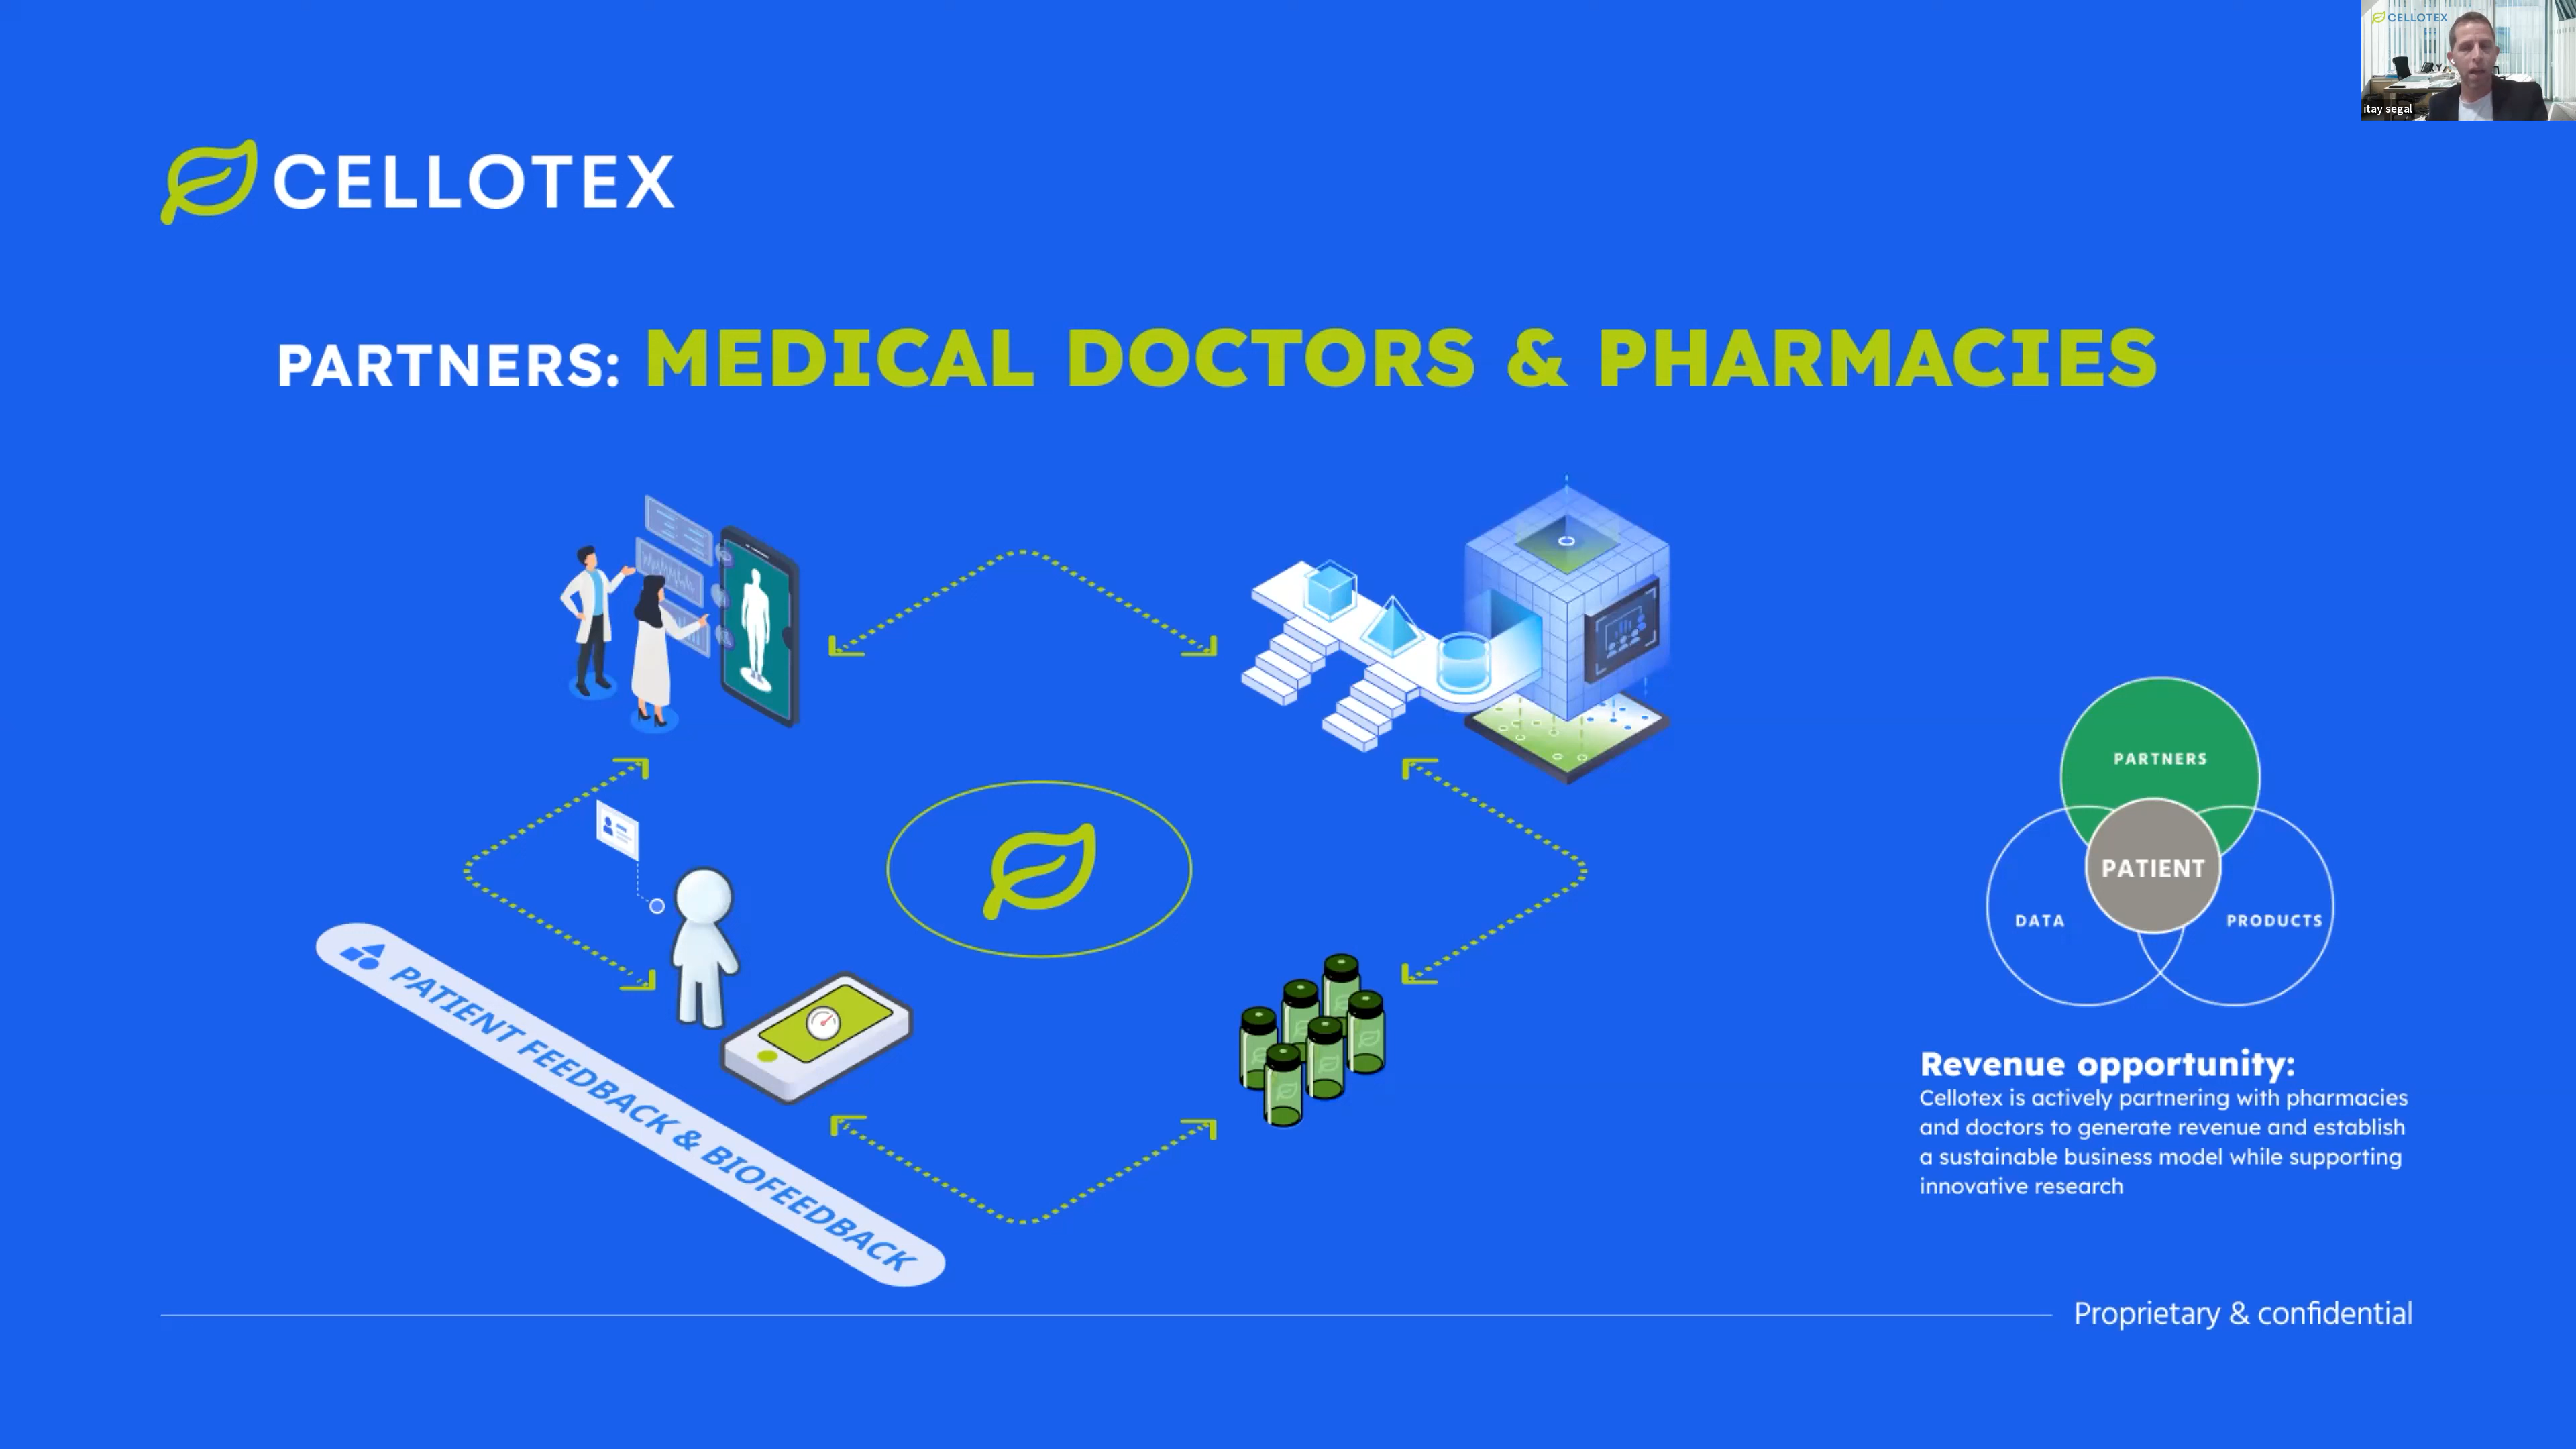 CELLOTEX
itay segal
CELLOTEX
PARTNERS: MEDICAL DOCTORS & PHARMACIES
PATIENT FEEDBACK & BIOFEEDBACK
PARTNERS
PATIENT
DATA
PRODUCTS
Revenue opportunity:
Cellotex is actively partnering with pharmacies
and doctors to generate revenue and establish
a sustainable business model while supporting
innovative research
Proprietary & confidential